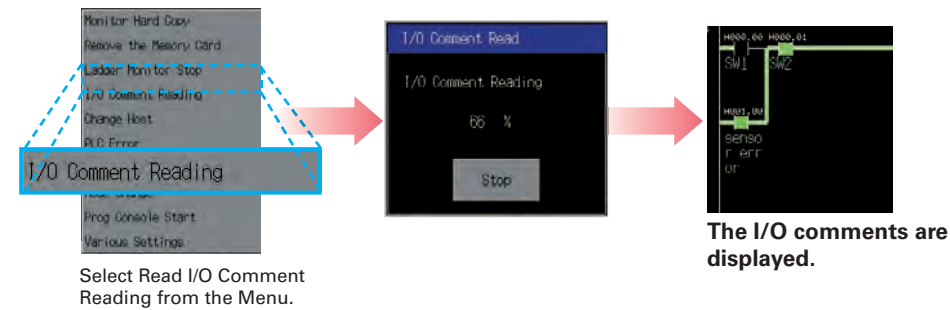 Monitor Hard Copy
Remove the Memory Card
Ladder Monitor Stop
I/O Comment Reading
Change Host
PLC Error
I/O Comment Reading
Prog Console Start
Various Settings
Select Read I/O Comment
Reading from the Menu.
I/O Comment Read
I/O Comment Reading
66 %
Stop
H000.00 H000.01
SW1 SW2
H001.00
senso
r err
or
The I/O comments are
displayed.